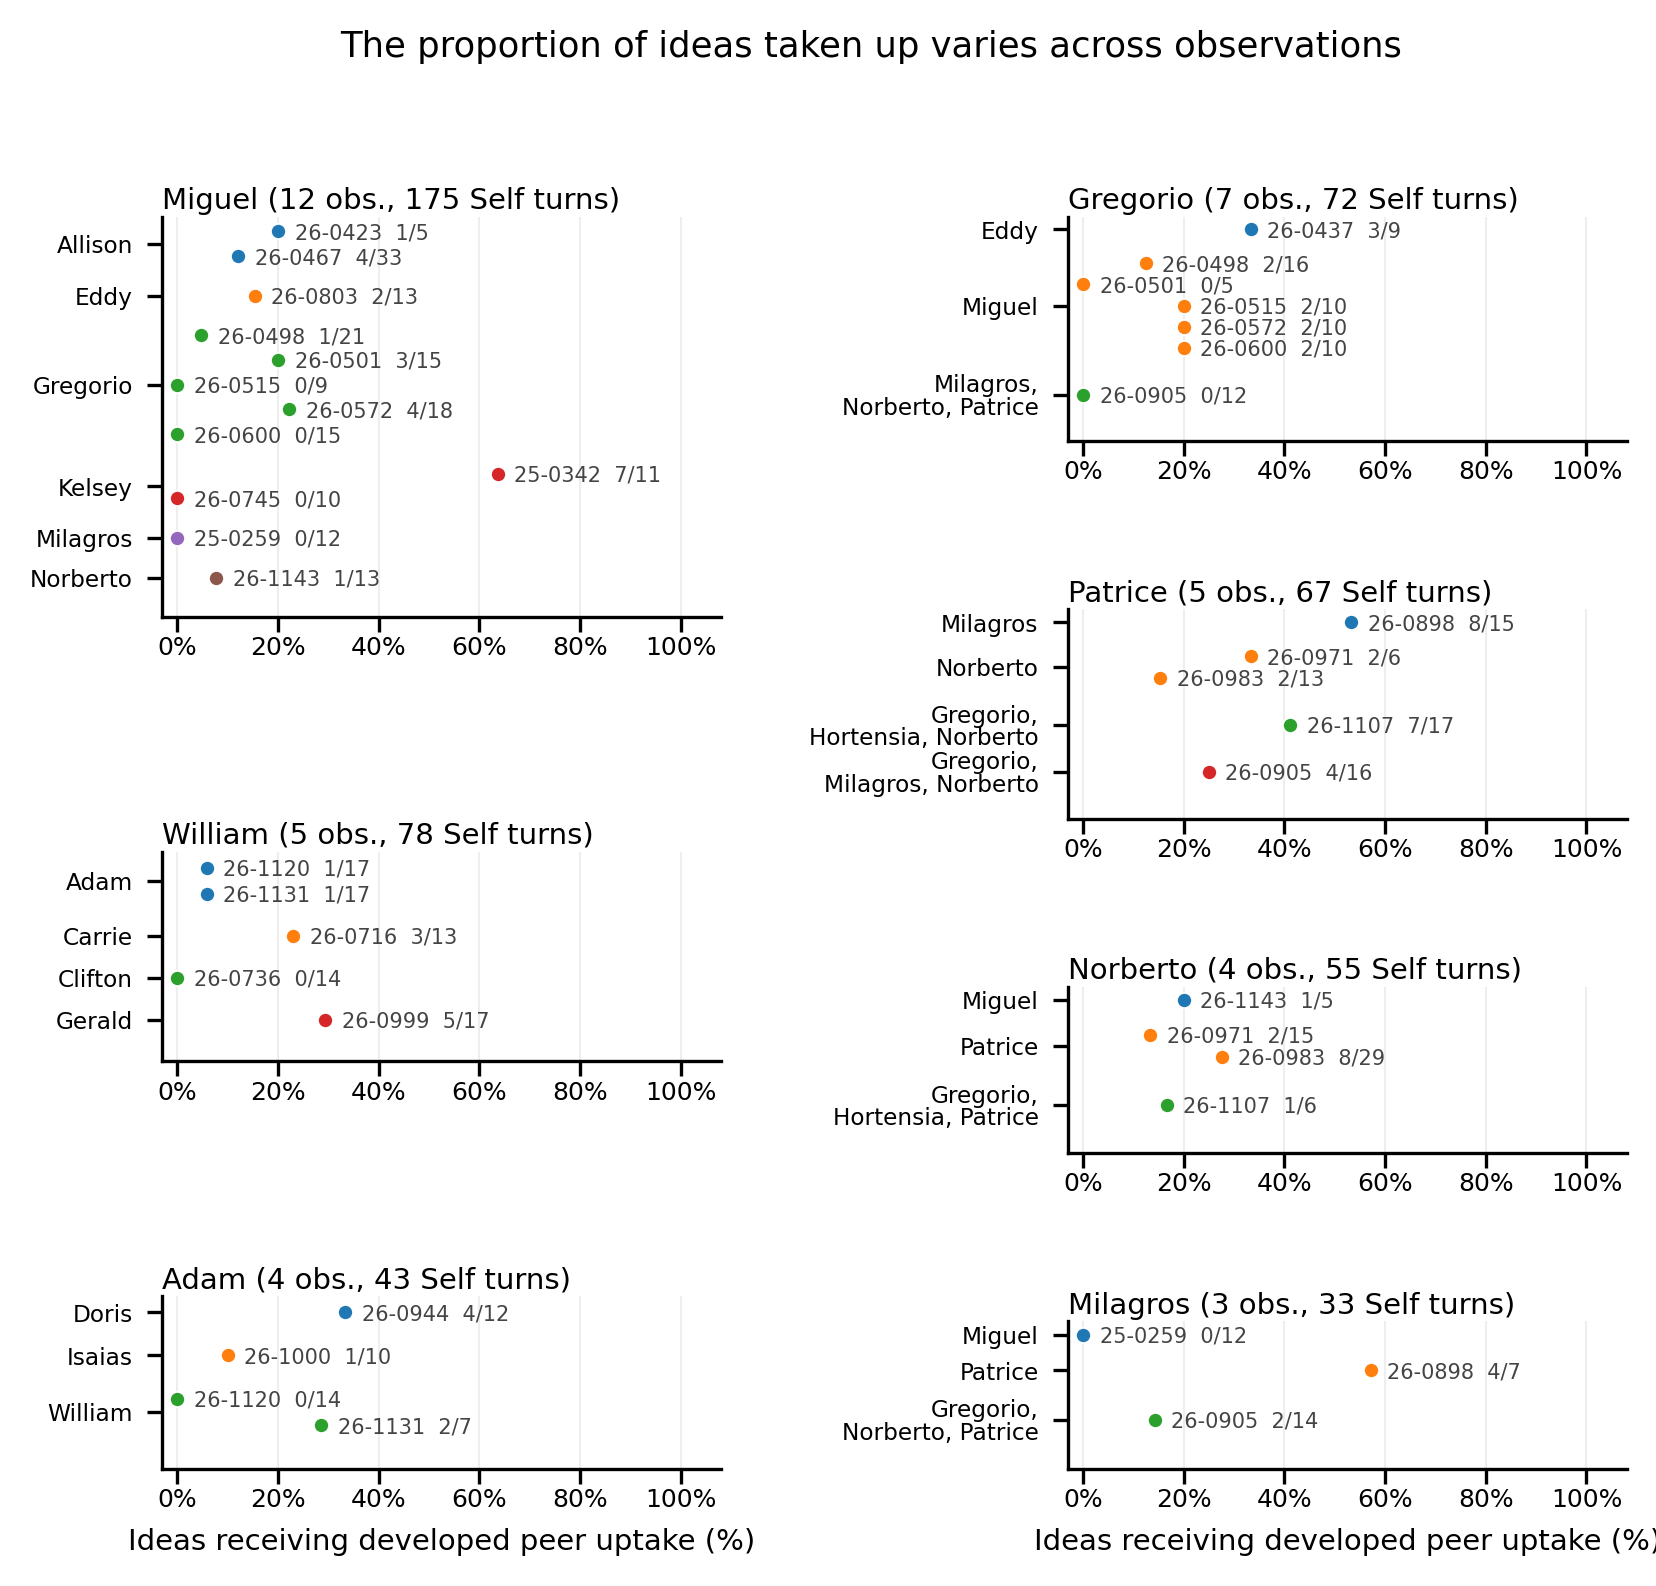 The proportion of ideas taken up varies across observations
Miguel (12 obs., 175 Self turns)
Allison
26-0423 1/5
26-0467 4/33
Eddy
26-0803 2/13
Gregorio
26-0498 1/21
26-0501 3/15
26-0515 0/9
26-0572 4/18
26-0600 0/15
Kelsey
25-0342 7/11
26-0745 0/10
Milagros
25-0259 0/12
Norberto
26-1143 1/13
0% 20% 40% 60% 80% 100%
William (5 obs., 78 Self turns)
Adam
26-1120 1/17
26-1131 1/17
Carrie
26-0716 3/13
Clifton
26-0736 0/14
Gerald
26-0999 5/17
0% 20% 40% 60% 80% 100%
Adam (4 obs., 43 Self turns)
Doris
26-0944 4/12
Isaias
26-1000 1/10
William
26-1120 0/14
26-1131 2/7
0% 20% 40% 60% 80% 100%
Ideas receiving developed peer uptake (%)
Gregorio (7 obs., 72 Self turns)
Eddy
26-0437 3/9
Miguel
26-0498 2/16
26-0501 0/5
26-0515 2/10
26-0572 2/10
26-0600 2/10
Milagros,
Norberto, Patrice
26-0905 0/12
0% 20% 40% 60% 80% 100%
Patrice (5 obs., 67 Self turns)
Milagros
26-0898 8/15
Norberto
26-0971 2/6
26-0983 2/13
Gregorio,
Hortensia, Norberto
26-1107 7/17
Gregorio,
Milagros, Norberto
26-0905 4/16
0% 20% 40% 60% 80% 100%
Norberto (4 obs., 55 Self turns)
Miguel
26-1143 1/5
Patrice
26-0971 2/15
26-0983 8/29
Gregorio,
Hortensia, Patrice
26-1107 1/6
0% 20% 40% 60% 80% 100%
Milagros (3 obs., 33 Self turns)
Miguel
25-0259 0/12
Patrice
26-0898 4/7
Gregorio,
Norberto, Patrice
26-0905 2/14
0% 20% 40% 60% 80% 100%
Ideas receiving developed peer uptake (%)